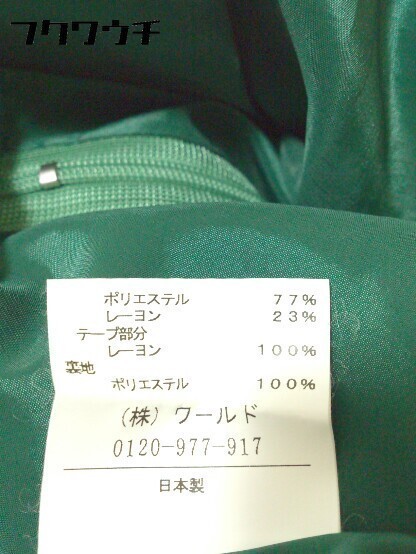 フクワウチ
ポリエステル 77%
レーヨン 23%
テープ部分
レーヨン 100%
裏地
ポリエステル 100%
(株)ワールド
0120-977-917
日本製